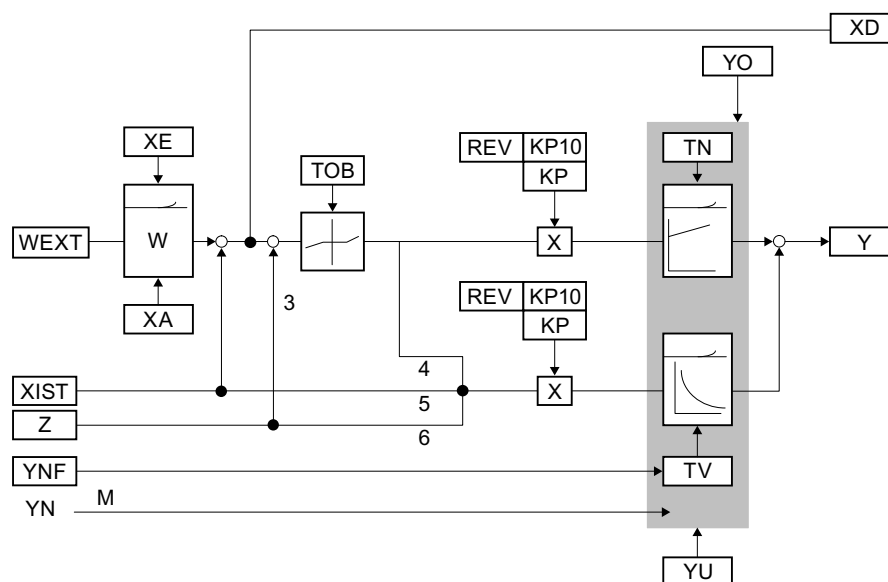 XD
YO
XE
REV KP10
TN
TOB
KP
WEXT
W
X
Y
XA
3
REV KP10
KP
4
XIST
5
X
Z
6
YNF
TV
YN
M
YU